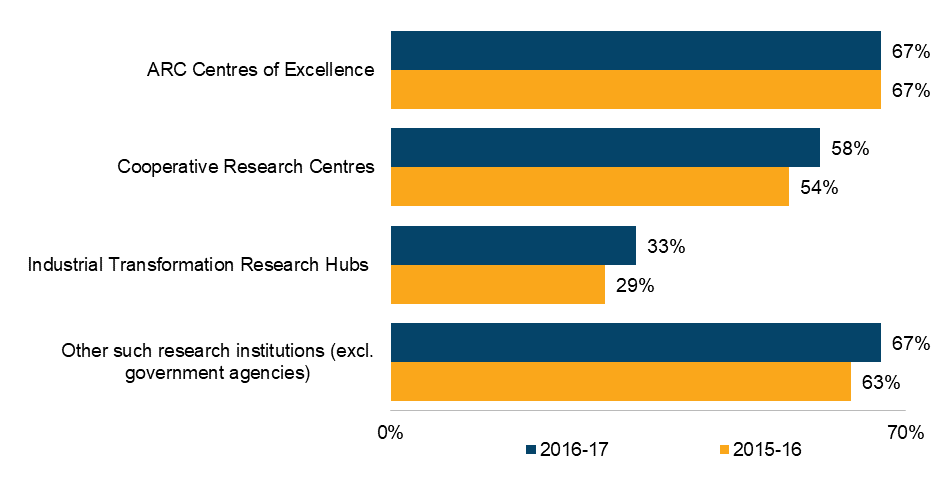 ARC Centres of Excellence
67%
67%
Cooperative Research Centres
58%
54%
Industrial Transformation Research Hubs
33%
29%
Other such research institutions (excl.
government agencies)
67%
63%
0%
70%
2016-17
2015-16